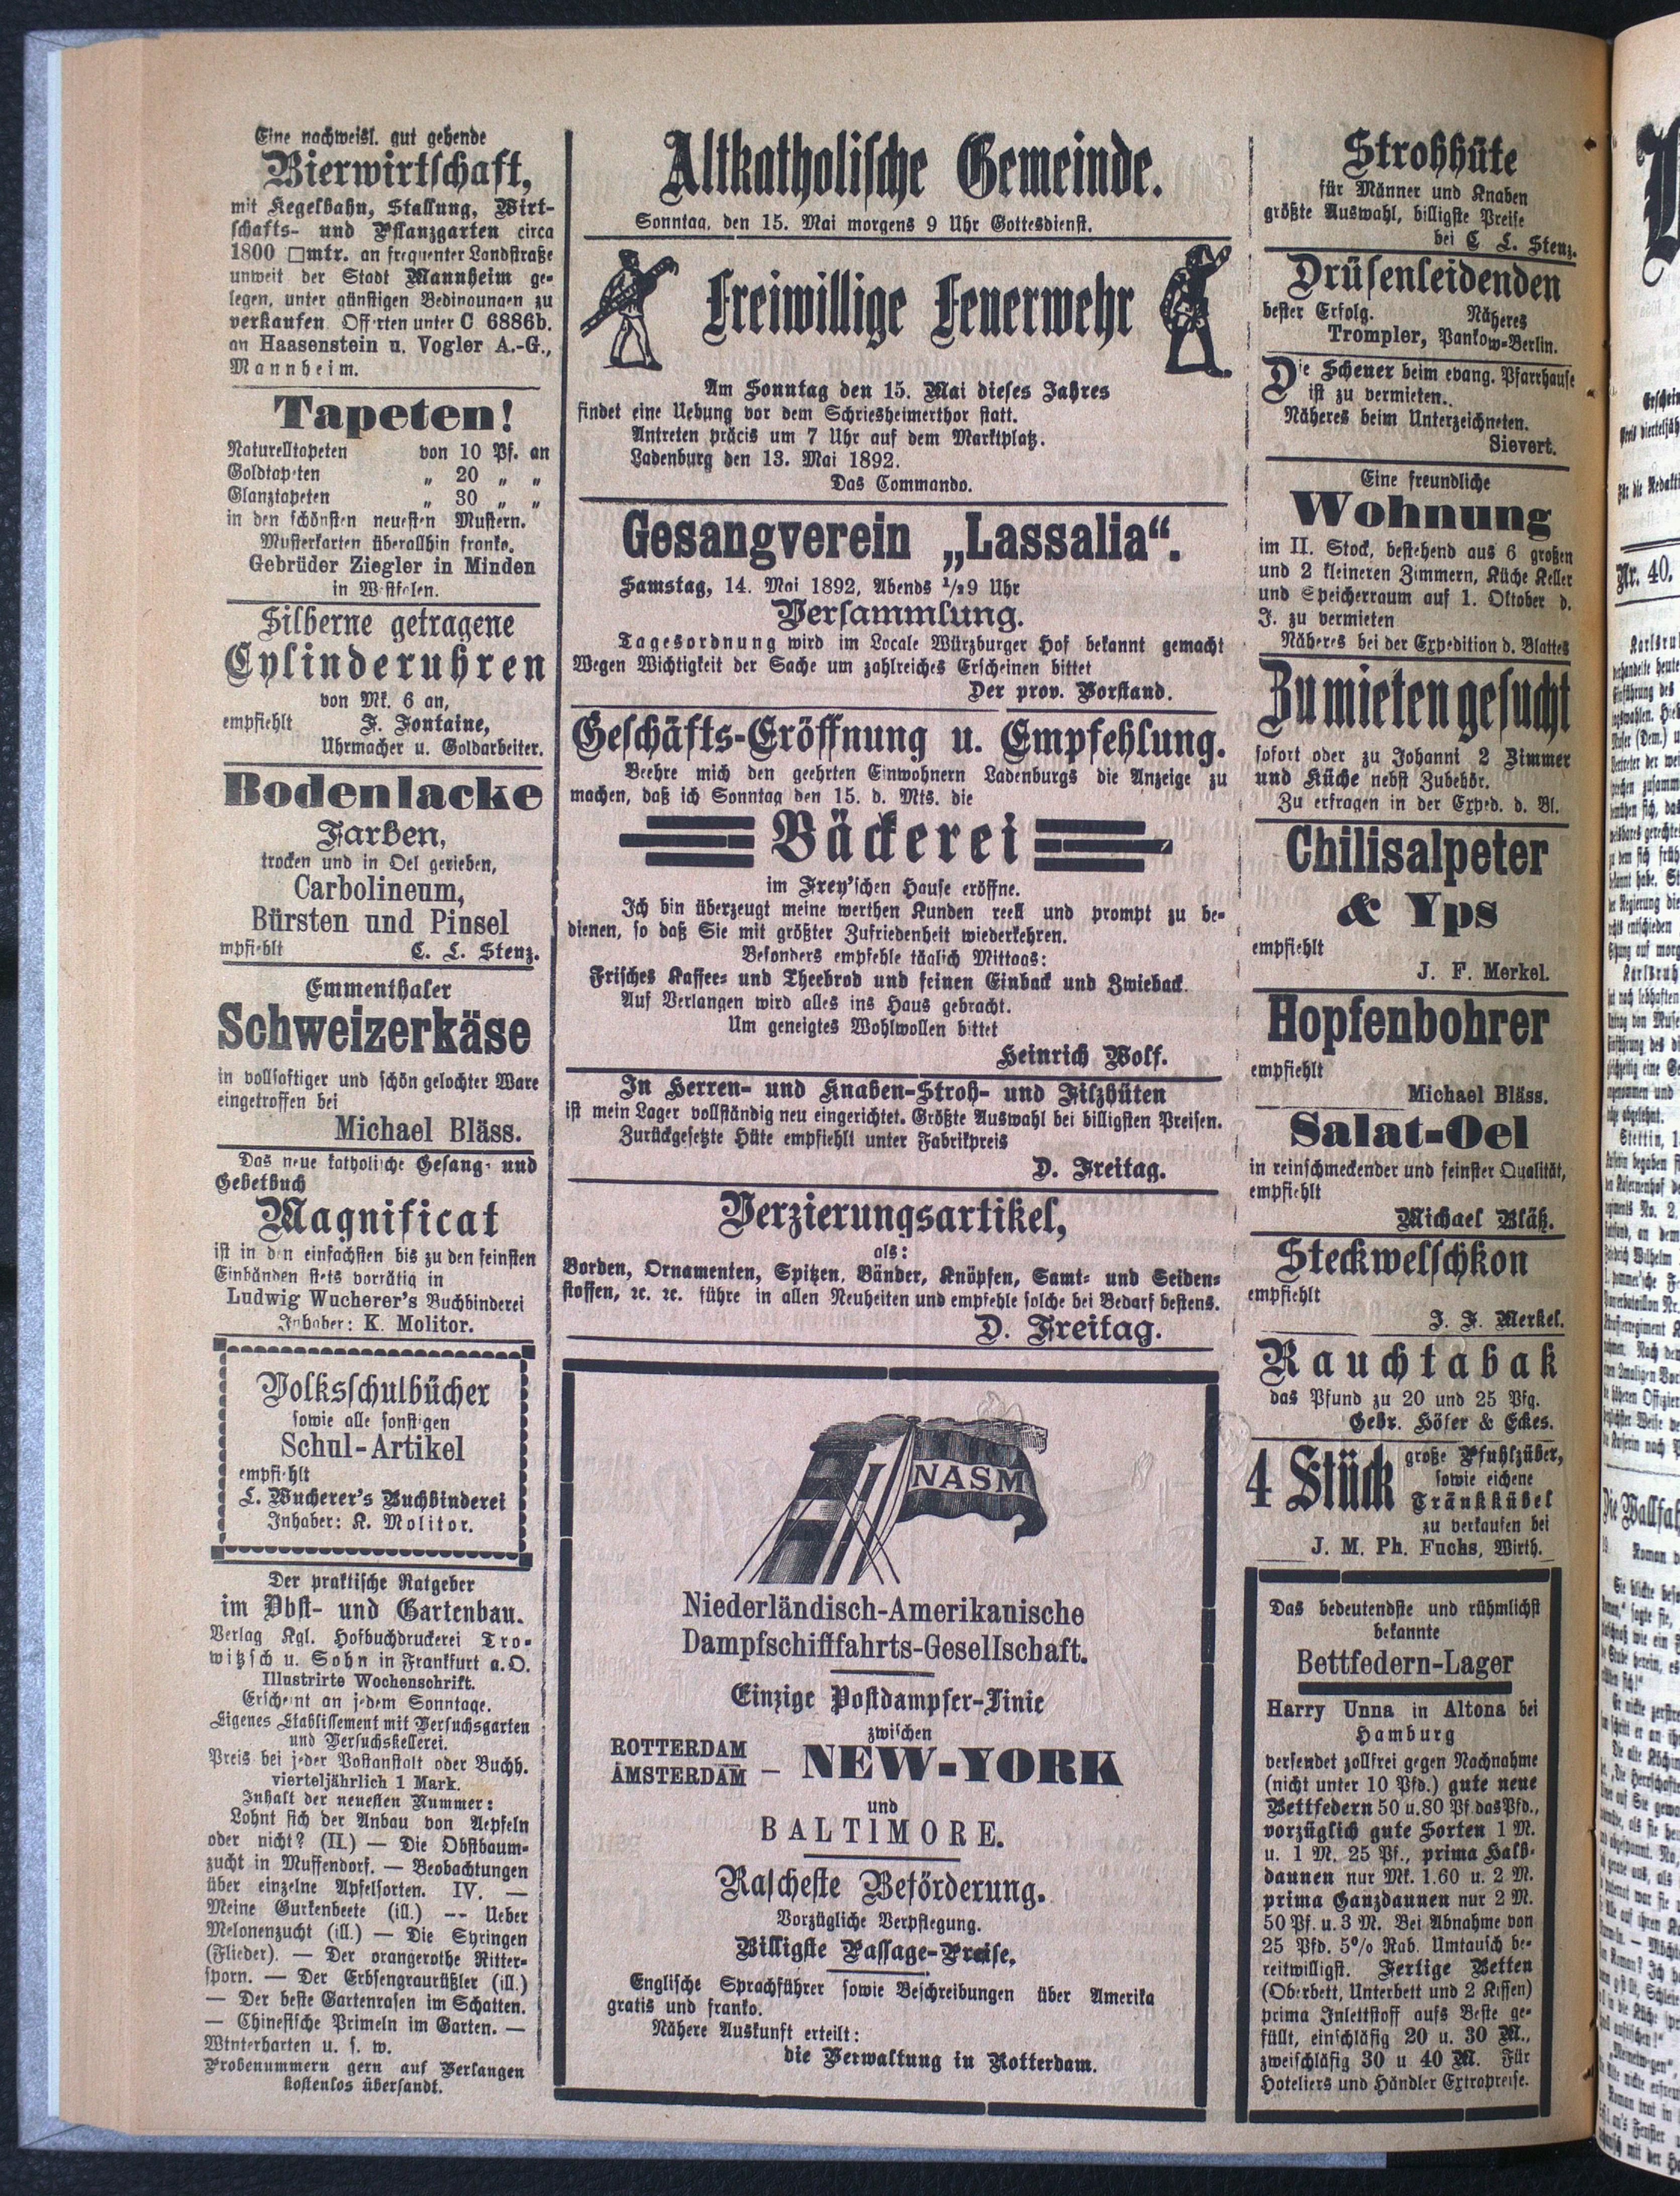 Eine nachweisl. gut gehende
Bierwirtschaft,
mit Kegelbahn, Stallung, Wirt-
schafts- und Pflanzgarten circa
1800 □mtr. an frequenter Landstraße
unweit der Stadt Mannheim ge-
legen, unter günstigen Bedingungen zu
verkaufen Off rten unter C 6886b.
an Haasenstein u. Vogler A.-G.,
Mannheim.
Tapeten!
Naturelltapeten von 10 Pf. an
Goldtapeten „ 20 „ „
Glanztapeten „ 30 „ „
in den schönsten neuesten Mustern.
Musterkarten überallhin franko.
Gebrüder Ziegler in Minden
in Westfalen.
Silberne getragene
Cylinderuhren
von Mk. 6 an,
empfiehlt F. Fontaine,
Uhrmacher u. Goldarbeiter.
Bodenlacke
Farben,
trocken und in Oel gerieben,
Carbolineum,
Bürsten und Pinsel
mpfiehlt C. L. Stenz.
Emmenthaler
Schweizerkäse
in vollsaftiger und schön gelochter Ware
eingetroffen bei
Michael Bläss.
Das neue katholische Gesang- und
Gebetbuch
Magnificat
ist in den einfachsten bis zu den feinsten
Einbänden stets vorrätig in
Ludwig Wucherer's Buchbinderei
Inhaber: K. Molitor.
Volksschulbücher
sowie alle sonstigen
Schul-Artikel
empfiehlt
L. Wucherer's Buchbinderei
Inhaber: K. Molitor.
Der praktische Ratgeber
im Obst- und Gartenbau.
Verlag Kgl. Hofbuchdruckerei Tro-
witzsch u. Sohn in Frankfurt a. O.
Illustrirte Wochenschrift.
Erscheint an jedem Sonntage.
Eigenes Etablissement mit Versuchsgarten
und Versuchskellerei.
Preis bei jeder Postanstalt oder Buchh.
vierteljährlich 1 Mark.
Inhalt der neuesten Nummer:
Lohnt sich der Anbau von Aepfeln
oder nicht? (II.) — Die Obstbaum-
zucht in Muffendorf. — Beobachtungen
über einzelne Apfelsorten. IV. —
Meine Gurkenbeete (ill.) -- Ueber
Melonenzucht (ill.) — Die Syringen
(Flieder). — Der orangerothe Ritter-
sporn. — Der Erbsengraurüßler (ill.)
— Der beste Gartenrasen im Schatten.
— Chinesische Primeln im Garten. —
Winterharten u. s. w.
Probenummern gern auf Verlangen
kostenlos übersandt.
Altkatholische Gemeinde.
Sonntag, den 15. Mai morgens 9 Uhr Gottesdienst.
Freiwillige Feuerwehr
Am Sonntag den 15. Mai dieses Jahres
findet eine Uebung vor dem Schriesheimerthor statt.
Antreten präcis um 7 Uhr auf dem Marktplatz.
Ladenburg den 13. Mai 1892.
Das Commando.
Gesangverein „Lassalia“.
Samstag, 14. Mai 1892, Abends ½9 Uhr
Versammlung.
Tagesordnung wird im Locale Würzburger Hof bekannt gemacht
Wegen Wichtigkeit der Sache um zahlreiches Erscheinen bittet
Der prov. Vorstand.
Geschäfts-Eröffnung u. Empfehlung.
Beehre mich den geehrten Einwohnern Ladenburgs die Anzeige zu
machen, daß ich Sonntag den 15. d. Mts. die
Bäckerei
im Frey'schen Hause eröffne.
Ich bin überzeugt meine werthen Kunden reell und prompt zu be-
dienen, so daß Sie mit größter Zufriedenheit wiederkehren.
Besonders empfehle täglich Mittags:
Frisches Kaffee- und Theebrod und feinen Einback und Zwieback.
Auf Verlangen wird alles ins Haus gebracht.
Um geneigtes Wohlwollen bittet
Heinrich Wolf.
In Herren- und Knaben-Stroh- und Filzhüten
ist mein Lager vollständig neu eingerichtet. Größte Auswahl bei billigsten Preisen.
Zurückgesetzte Hüte empfiehlt unter Fabrikpreis
D. Freitag.
Verzierungsartikel,
als:
Borden, Ornamenten, Spitzen, Bänder, Knöpfen, Samt- und Seiden-
stoffen, ꝛc. ꝛc. führe in allen Neuheiten und empfehle solche bei Bedarf bestens.
D. Freitag.
NASM
Niederländisch-Amerikanische
Dampfschifffahrts-Gesellschaft.
Einzige Postdampfer-Linie
zwischen
ROTTERDAM
AMSTERDAM — NEW-YORK
und
BALTIMORE.
Rascheste Beförderung.
Vorzügliche Verpflegung.
Billigste Passage-Preise.
Englische Sprachführer sowie Beschreibungen über Amerika
gratis und franko.
Nähere Auskunft erteilt:
die Verwaltung in Rotterdam.
Strohhüte
für Männer und Knaben
größte Auswahl, billigste Preise
bei C. L. Stenz.
Drüsenleidenden
bester Erfolg. Näheres
Trompler, Pankow-Berlin.
Die Scheuer beim evang. Pfarrhause
ist zu vermieten.
Näheres beim Unterzeichneten.
Sievert.
Eine freundliche
Wohnung
im II. Stock, bestehend aus 6 großen
und 2 kleineren Zimmern, Küche Keller
und Speicherraum auf 1. Oktober d.
J. zu vermieten
Näheres bei der Expedition d. Blattes
Zu mieten gesucht
sofort oder zu Johanni 2 Zimmer
und Küche nebst Zubehör.
Zu erfragen in der Exped. d. Bl.
Chilisalpeter
& Yps
empfiehlt
J. F. Merkel.
Hopfenbohrer
empfiehlt
Michael Bläss.
Salat-Oel
in reinschmeckender und feinster Qualität,
empfiehlt
Michael Bläß.
Steckwelschkon
empfiehlt
J. F. Merkel.
Rauchtabak
das Pfund zu 20 und 25 Pfg.
Gebr. Höfer & Eckes.
4 Stück große Pfuhlzüber,
sowie eichene
Tränkkübel
zu verkaufen bei
J. M. Ph. Fuchs, Wirth.
Das bedeutendste und rühmlichst
bekannte
Bettfedern-Lager
Harry Unna in Altona bei
Hamburg
versendet zollfrei gegen Nachnahme
(nicht unter 10 Pfd.) gute neue
Bettfedern 50 u. 80 Pf. das Pfd.,
vorzüglich gute Sorten 1 M.
u. 1 M. 25 Pf., prima Halb-
daunen nur Mk. 1.60 u. 2 M.
prima Ganzdaunen nur 2 M.
50 Pf. u. 3 M. Bei Abnahme von
25 Pfd. 5% Rab. Umtausch be-
reitwilligst. Fertige Betten
(Oberbett, Unterbett und 2 Kissen)
prima Inlettstoff aufs Beste ge-
füllt, einschläfig 20 u. 30 M.,
zweischläfig 30 u 40 M. Für
Hoteliers und Händler Extrapreise.
Nr. 40.